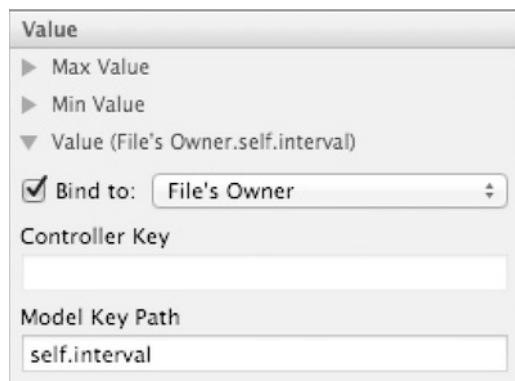 Value
Max Value
Min Value
Value (File's Owner.self.interval)
Bind to: File's Owner
Controller Key
Model Key Path
self.interval